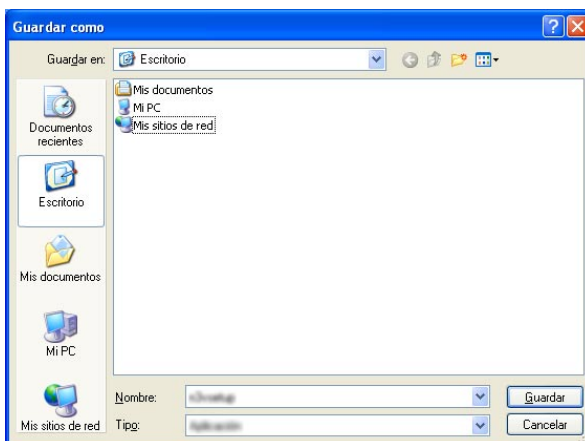 Guardar como
Guardar en:
Escritorio
Mis documentos
Mi PC
Mis sitios de red
Documentos
recientes
Escritorio
Mis documentos
Mi PC
Mis sitios de red
Nombre:
Guardar
Tipo:
Cancelar